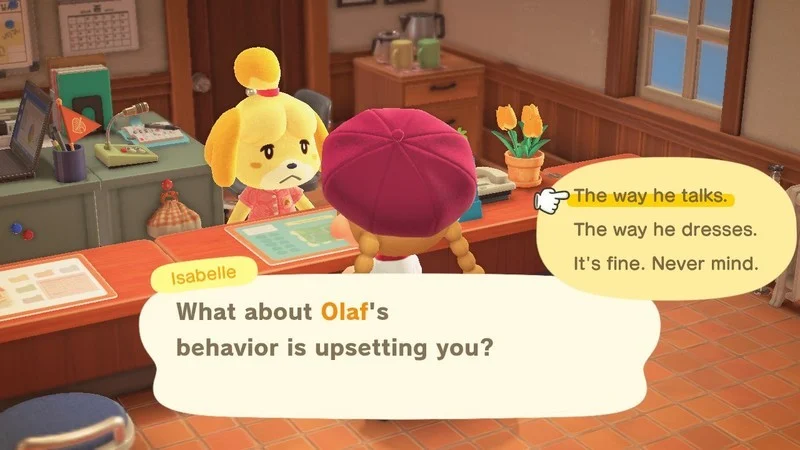 Isabelle
What about Olaf's
behavior is upsetting you?
The way he talks.
The way he dresses.
It's fine. Never mind.